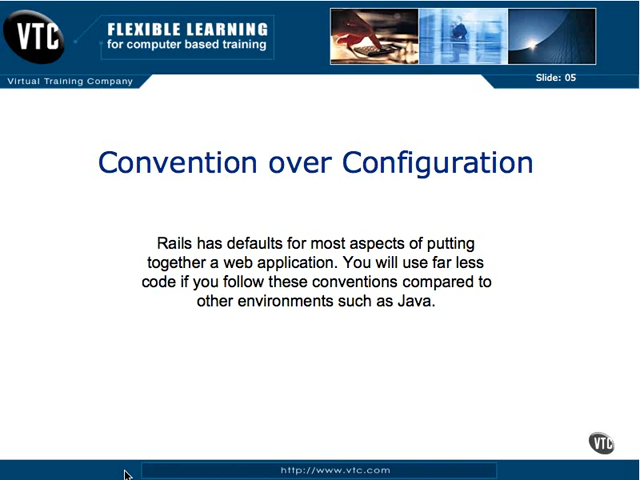 VTC
FLEXIBLE LEARNING
for computer based training
Virtual Training Company
Slide: 05
Convention over Configuration
Rails has defaults for most aspects of putting
together a web application. You will use far less
code if you follow these conventions compared to
other environments such as Java.
VTC
http://www.vtc.com